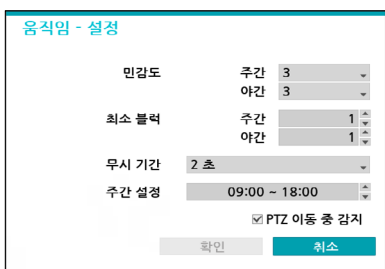 움직임 - 설정
민감도 주간 3
야간 3
최소 블럭 주간 1
야간 1
무시 기간 2 초
주간 설정 09:00 ~ 18:00
PTZ 이동 중 감지
확인 취소